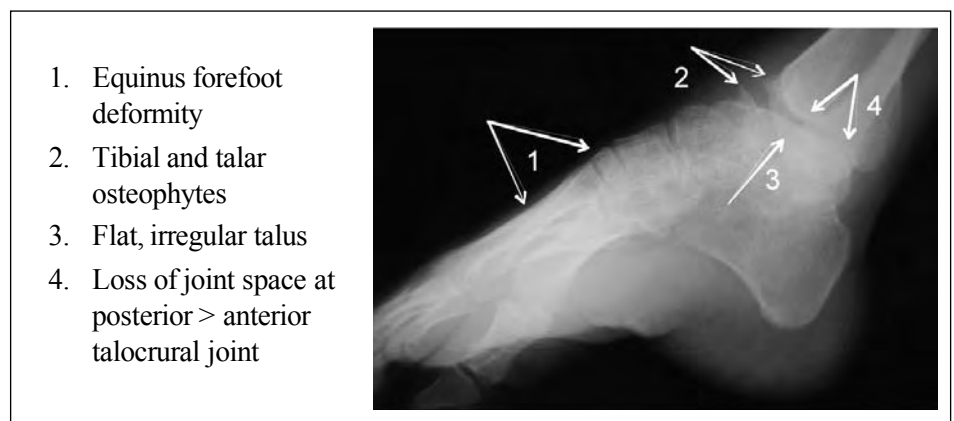 1. Equinus forefoot
deformity
2. Tibial and talar
osteophytes
3. Flat, irregular talus
4. Loss of joint space at
posterior > anterior
talocrural joint
1
2
3
4